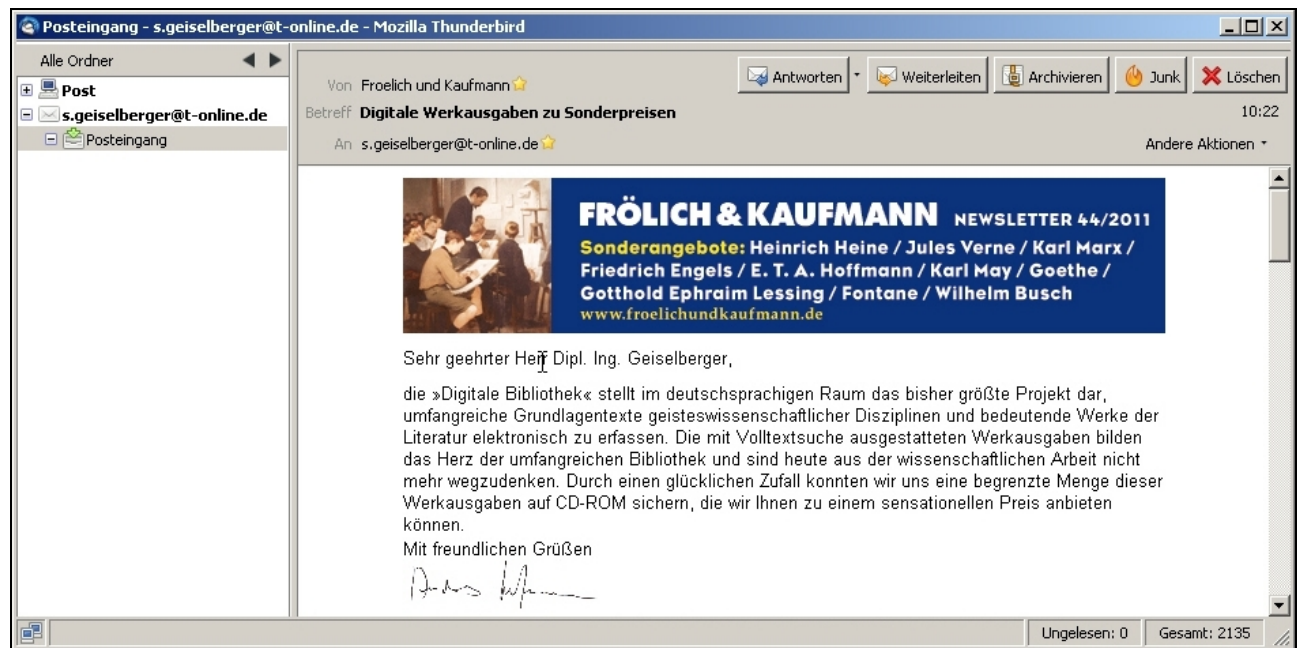 Posteingang - s.geiselberger@t-online.de - Mozilla Thunderbird
Alle Ordner
Post
s.geiselberger@t-online.de
Posteingang
Von Froelich und Kaufmann
Antworten
Weiterleiten
Archivieren
Junk
Löschen
Betreff Digitale Werkausgaben zu Sonderpreisen
10:22
An s.geiselberger@t-online.de
Andere Aktionen
FRÖLICH & KAUFMANN NEWSLETTER 44/2011
Sonderangebote: Heinrich Heine / Jules Verne / Karl Marx /
Friedrich Engels / E. T. A. Hoffmann / Karl May / Goethe /
Gotthold Ephraim Lessing / Fontane / Wilhelm Busch
www.froelichundkaufmann.de
Sehr geehrter Herr Dipl. Ing. Geiselberger,
die »Digitale Bibliothek« stellt im deutschsprachigen Raum das bisher größte Projekt dar,
umfangreiche Grundlagentexte geisteswissenschaftlicher Disziplinen und bedeutende Werke der
Literatur elektronisch zu erfassen. Die mit Volltextsuche ausgestatteten Werkausgaben bilden
das Herz der umfangreichen Bibliothek und sind heute aus der wissenschaftlichen Arbeit nicht
mehr wegzudenken. Durch einen glücklichen Zufall konnten wir uns eine begrenzte Menge dieser
Werkausgaben auf CD-ROM sichern, die wir Ihnen zu einem sensationellen Preis anbieten
können.
Mit freundlichen Grüßen
Ungelesen: 0
Gesamt: 2135